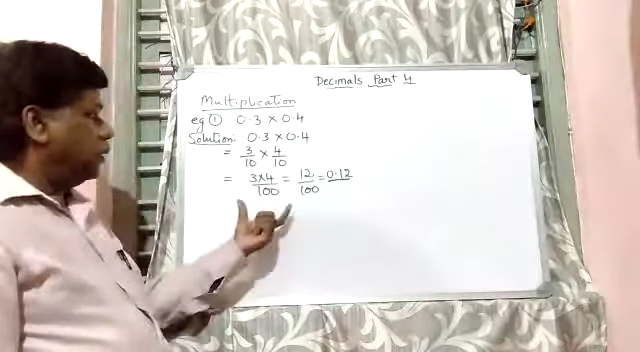 Decimals Part 4
Multiplication
eg ① 0.3 × 0.4
Solution: 0.3 × 0.4
= 3/10 × 4/10
= 3×4/100 = 12/100 = 0.12